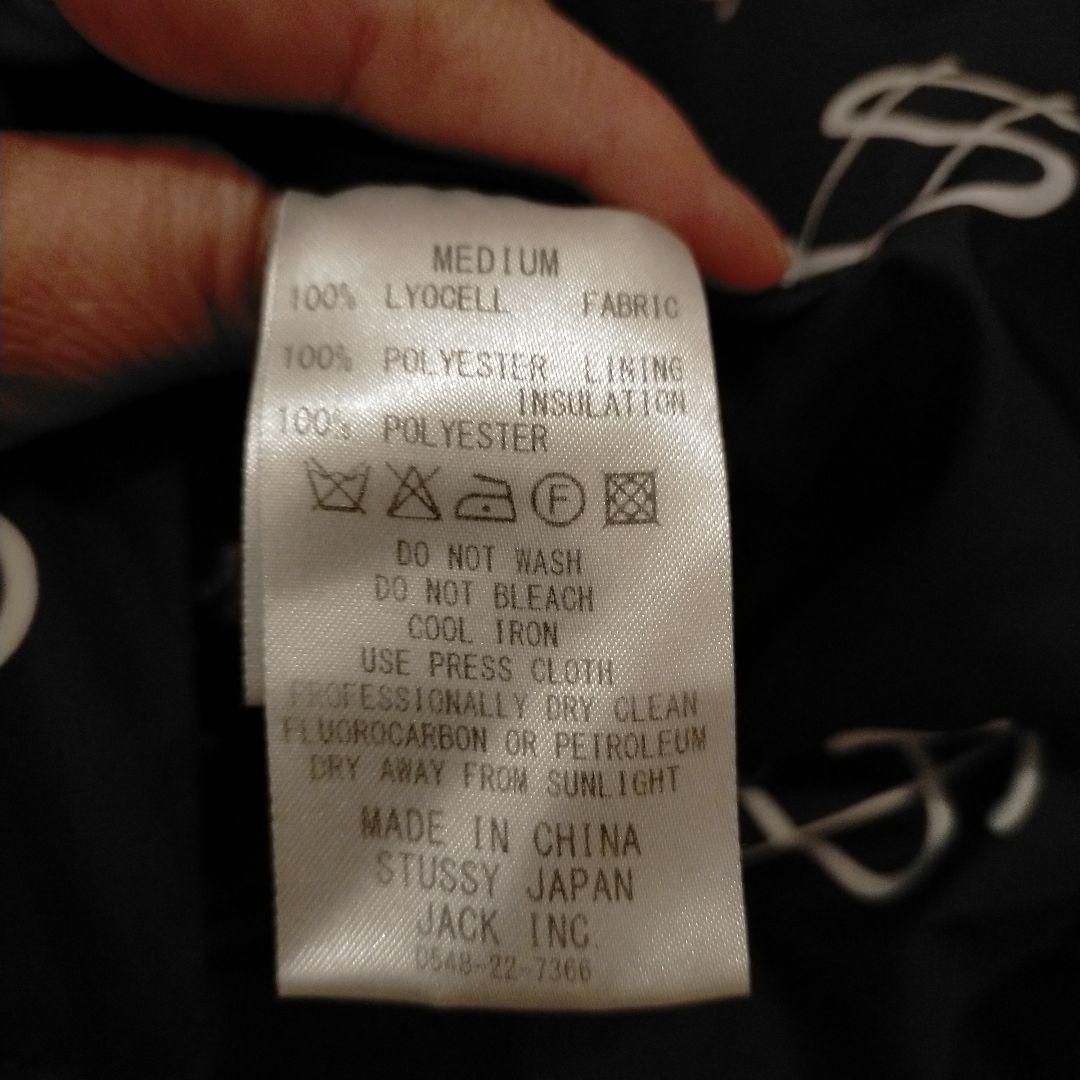 MEDIUM
100% LYOCELL FABRIC
100% POLYESTER LINING
INSULATION
100% POLYESTER
F
DO NOT WASH
DO NOT BLEACH
COOL IRON
USE PRESS CLOTH
PROFESSIONALLY DRY CLEAN
FLUOROCARBON OR PETROLEUM
DRY AWAY FROM SUNLIGHT
MADE IN CHINA
STUSSY JAPAN
JACK INC.
0548-22-7366